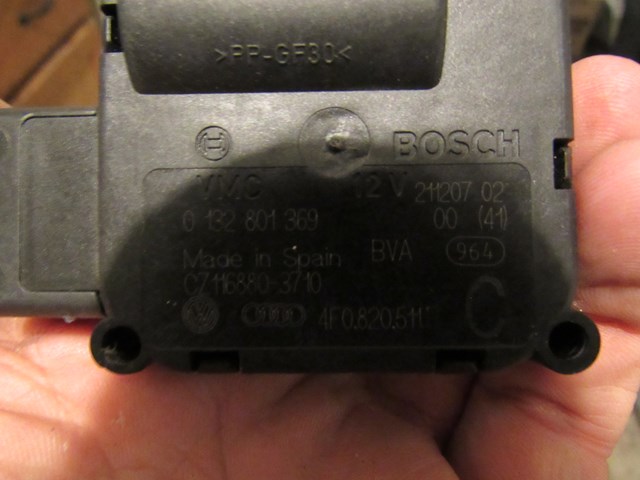 >PP-GF30<
BOSCH
VMC 12 V 211207 02
0 132 801 369 00 (41)
Made in Spain BVA 964
C7116880-3710
4F0.820.511 C